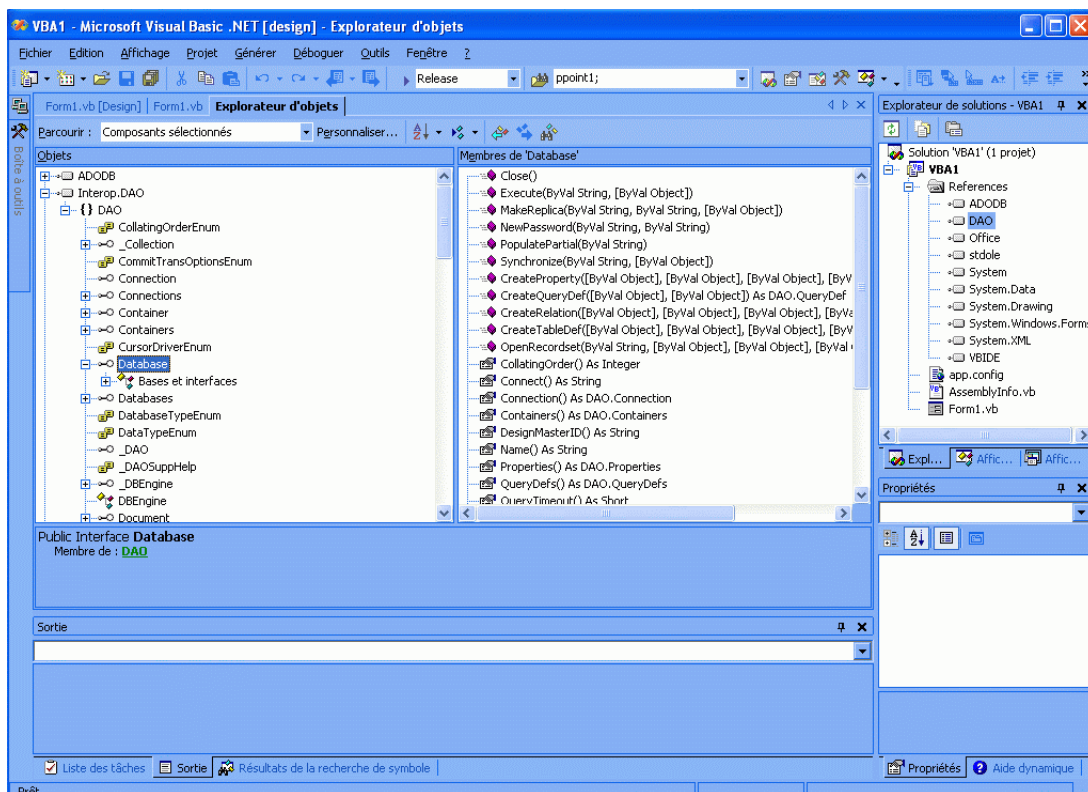 VBA1 - Microsoft Visual Basic .NET [design] - Explorateur d'objets
Fichier Edition Affichage Projet Générer Déboguer Outils Fenêtre ?
Release ppoint1;
Form1.vb [Design] Form1.vb Explorateur d'objets
Parcourir : Composants sélectionnés Personnaliser...
Boîte à outils
Objets
ADODB
Interop.DAO
{} DAO
CollatingOrderEnum
_Collection
CommitTransOptionsEnum
Connection
Connections
Container
Containers
CursorDriverEnum
Database
Bases et interfaces
Databases
DatabaseTypeEnum
DataTypeEnum
_DAO
_DAOSuppHelp
_DBEngine
DBEngine
Document
Membres de 'Database'
Close()
Execute(ByVal String, [ByVal Object])
MakeReplica(ByVal String, ByVal String, [ByVal Object])
NewPassword(ByVal String, ByVal String)
PopulatePartial(ByVal String)
Synchronize(ByVal String, [ByVal Object])
CreateProperty([ByVal Object], [ByVal Object], [ByVal Object], [ByV
CreateQueryDef([ByVal Object], [ByVal Object]) As DAO.QueryDef
CreateRelation([ByVal Object], [ByVal Object], [ByVal Object], [ByVa
CreateTableDef([ByVal Object], [ByVal Object], [ByVal Object], [ByV
OpenRecordset(ByVal String, [ByVal Object], [ByVal Object], [ByVal
CollatingOrder() As Integer
Connect() As String
Connection() As DAO.Connection
Containers() As DAO.Containers
DesignMasterID() As String
Name() As String
Properties() As DAO.Properties
QueryDefs() As DAO.QueryDefs
QueryTimeout() As Short
Public Interface Database
Membre de : DAO
Sortie
Liste des tâches Sortie Résultats de la recherche de symbole
Prêt
Explorateur de solutions - VBA1
Solution 'VBA1' (1 projet)
VBA1
References
ADODB
DAO
Office
stdole
System
System.Data
System.Drawing
System.Windows.Forms
System.XML
VBIDE
app.config
AssemblyInfo.vb
Form1.vb
Expl... Affic... Affic...
Propriétés
Propriétés Aide dynamique